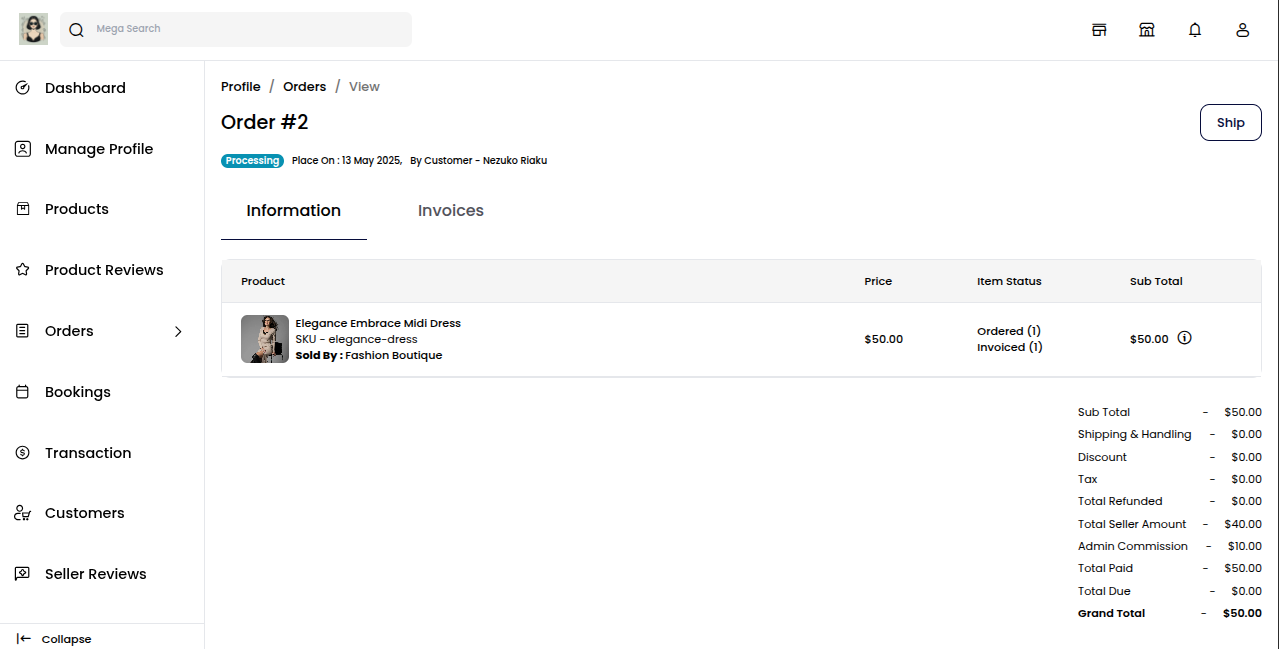 Mega Search
Dashboard
Manage Profile
Products
Product Reviews
Orders
Bookings
Transaction
Customers
Seller Reviews
Collapse
Profile / Orders / View
Order #2
Ship
Processing Place On : 13 May 2025, By Customer - Nezuko Riaku
Information Invoices
Product Price Item Status Sub Total
Elegance Embrace Midi Dress
SKU - elegance-dress
Sold By : Fashion Boutique
$50.00
Ordered (1)
Invoiced (1)
$50.00
Sub Total - $50.00
Shipping & Handling - $0.00
Discount - $0.00
Tax - $0.00
Total Refunded - $0.00
Total Seller Amount - $40.00
Admin Commission - $10.00
Total Paid - $50.00
Total Due - $0.00
Grand Total - $50.00